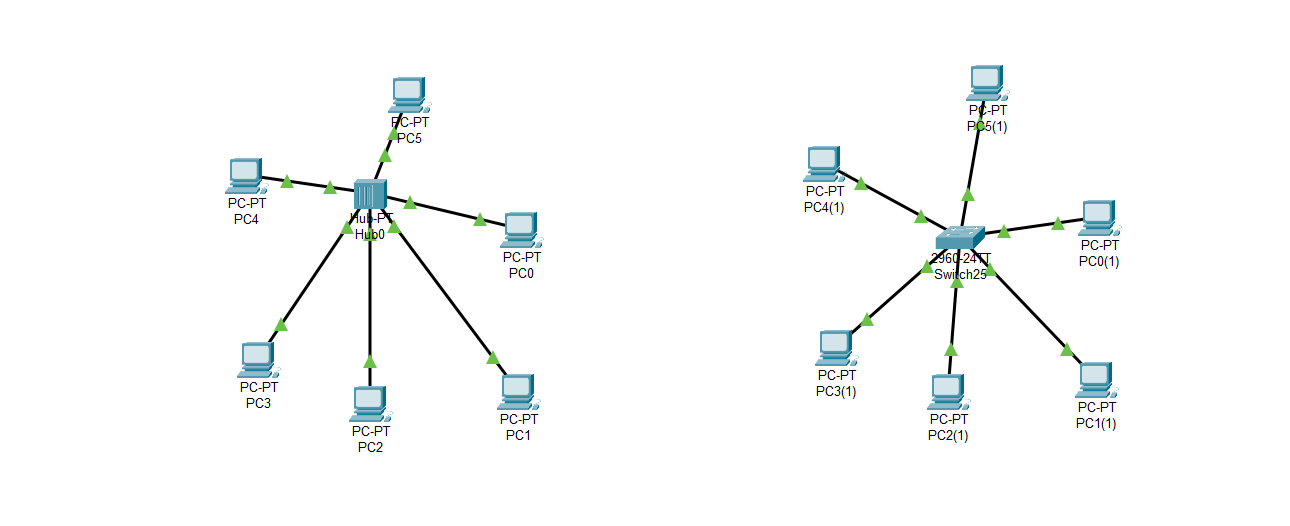 PC-PT
PC5
PC-PT
PC4
Hub-PT
Hub0
PC-PT
PC0
PC-PT
PC3
PC-PT
PC2
PC-PT
PC1
PC-PT
PC5(1)
PC-PT
PC4(1)
PC-PT
PC0(1)
2960-24TT
Switch25
PC-PT
PC3(1)
PC-PT
PC2(1)
PC-PT
PC1(1)